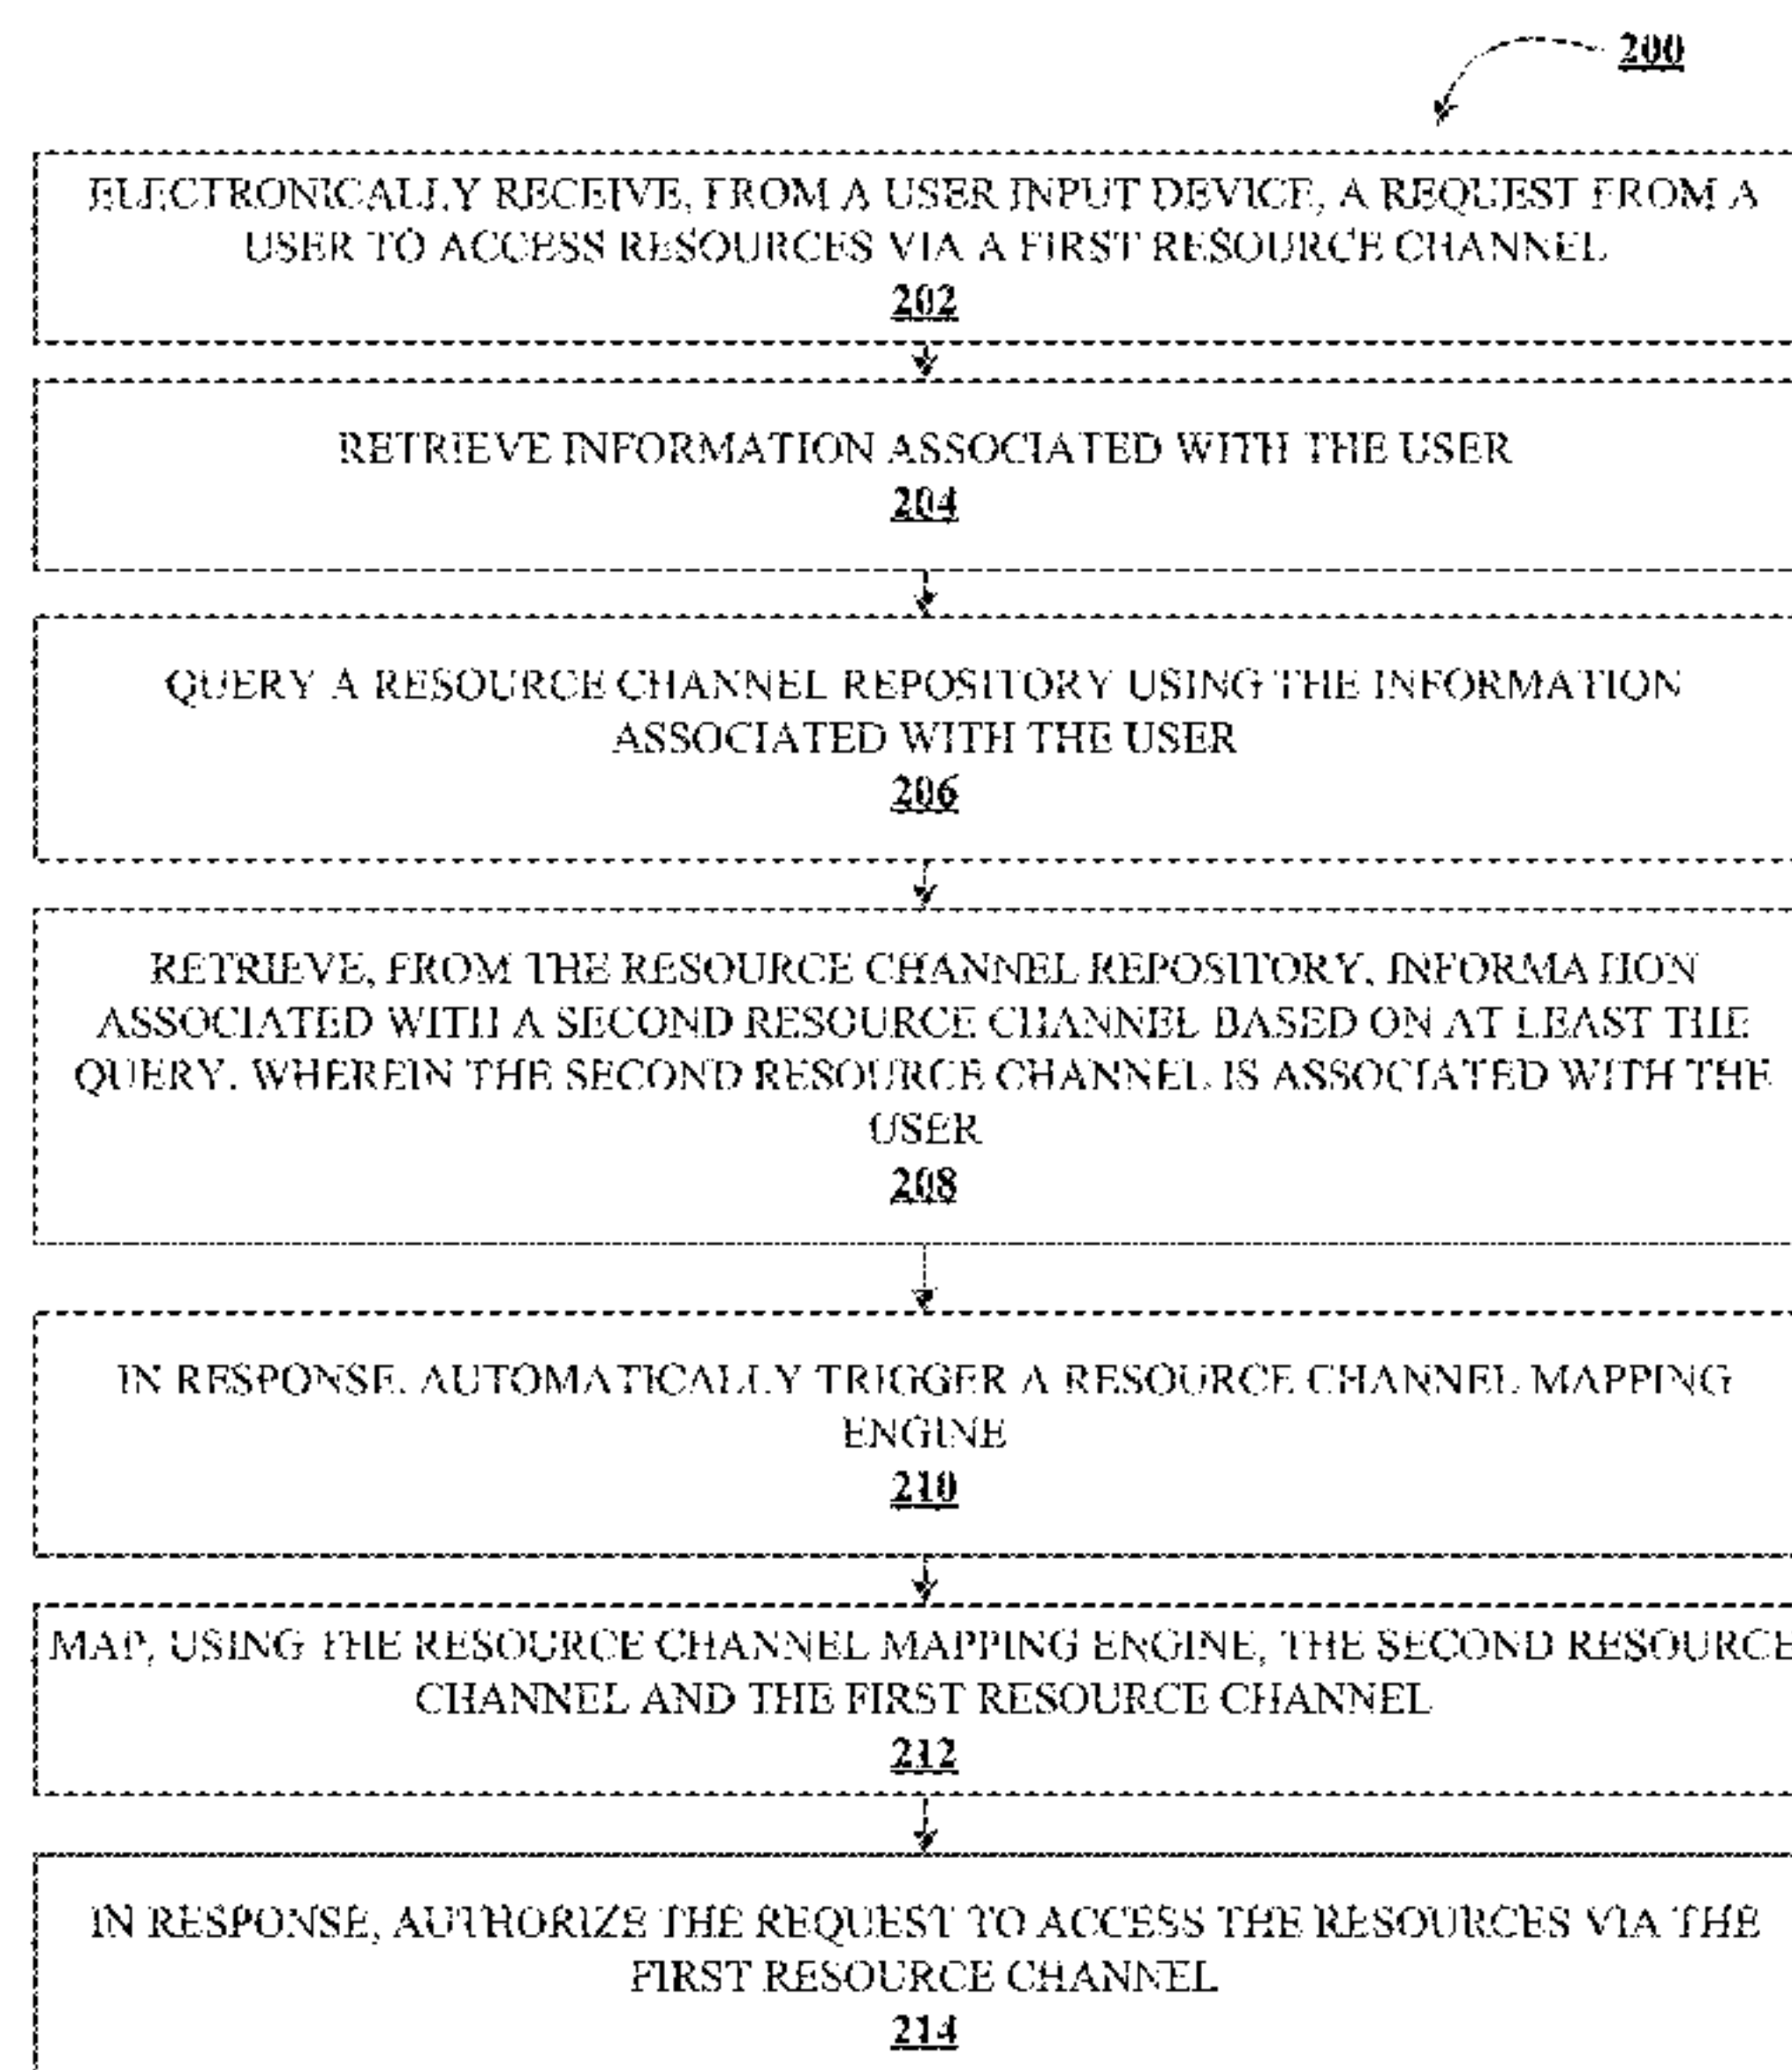 200
ELECTRONICALLY RECEIVE, FROM A USER INPUT DEVICE, A REQUEST FROM A
USER TO ACCESS RESOURCES VIA A FIRST RESOURCE CHANNEL
202
RETRIEVE INFORMATION ASSOCIATED WITH THE USER
204
QUERY A RESOURCE CHANNEL REPOSITORY USING THE INFORMATION
ASSOCIATED WITH THE USER
206
RETRIEVE, FROM THE RESOURCE CHANNEL REPOSITORY, INFORMATION
ASSOCIATED WITH A SECOND RESOURCE CHANNEL BASED ON AT LEAST THE
QUERY, WHEREIN THE SECOND RESOURCE CHANNEL IS ASSOCIATED WITH THE
USER
208
IN RESPONSE, AUTOMATICALLY TRIGGER A RESOURCE CHANNEL MAPPING
ENGINE
210
MAP, USING THE RESOURCE CHANNEL MAPPING ENGINE, THE SECOND RESOURCE
CHANNEL AND THE FIRST RESOURCE CHANNEL
212
IN RESPONSE, AUTHORIZE THE REQUEST TO ACCESS THE RESOURCES VIA THE
FIRST RESOURCE CHANNEL
214